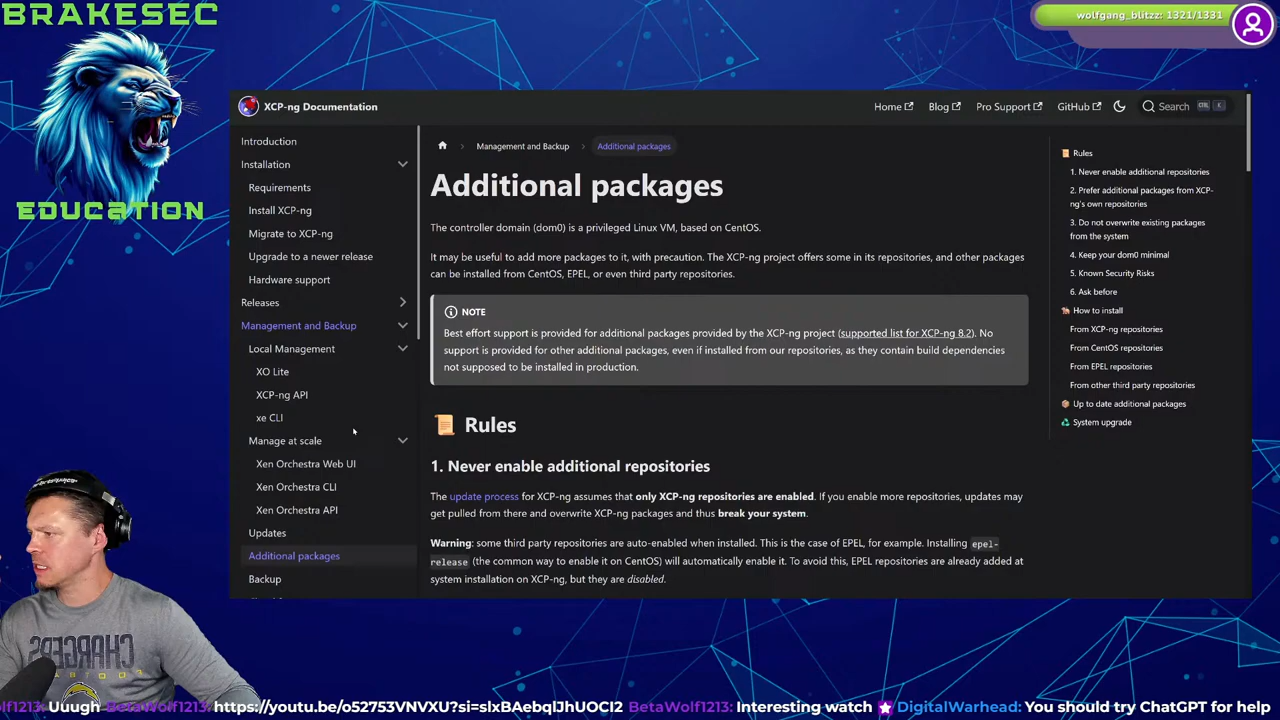 BRAKESEC
EDUCATION
wolfgang_blitzz: 1321/1331
XCP-ng Documentation
Home
Blog
Pro Support
GitHub
Search
CTRL K
Introduction
Installation
Requirements
Install XCP-ng
Migrate to XCP-ng
Upgrade to a newer release
Hardware support
Releases
Management and Backup
Local Management
XO Lite
XCP-ng API
xe CLI
Manage at scale
Xen Orchestra Web UI
Xen Orchestra CLI
Xen Orchestra API
Updates
Additional packages
Backup
Management and Backup
Additional packages
Additional packages
The controller domain (dom0) is a privileged Linux VM, based on CentOS.
It may be useful to add more packages to it, with precaution. The XCP-ng project offers some in its repositories, and other packages
can be installed from CentOS, EPEL, or even third party repositories.
NOTE
Best effort support is provided for additional packages provided by the XCP-ng project (supported list for XCP-ng 8.2). No
support is provided for other additional packages, even if installed from our repositories, as they contain build dependencies
not supposed to be installed in production.
📜 Rules
1. Never enable additional repositories
The update process for XCP-ng assumes that only XCP-ng repositories are enabled. If you enable more repositories, updates may
get pulled from there and overwrite XCP-ng packages and thus break your system.
Warning: some third party repositories are auto-enabled when installed. This is the case of EPEL, for example. Installing epel-
release (the common way to enable it on CentOS) will automatically enable it. To avoid this, EPEL repositories are already added at
system installation on XCP-ng, but they are disabled.
📜 Rules
1. Never enable additional repositories
2. Prefer additional packages from XCP-
ng's own repositories
3. Do not overwrite existing packages
from the system
4. Keep your dom0 minimal
5. Known Security Risks
6. Ask before
How to install
From XCP-ng repositories
From CentOS repositories
From EPEL repositories
From other third party repositories
📦 Up to date additional packages
♻️ System upgrade
CHARGERS
olf1213: Uuugh BetaWolf1213: https://youtu.be/o52753VNVXU?si=slxBAebqlJhUOCI2 BetaWolf1213: Interesting watch DigitalWarhead: You should try ChatGPT for help